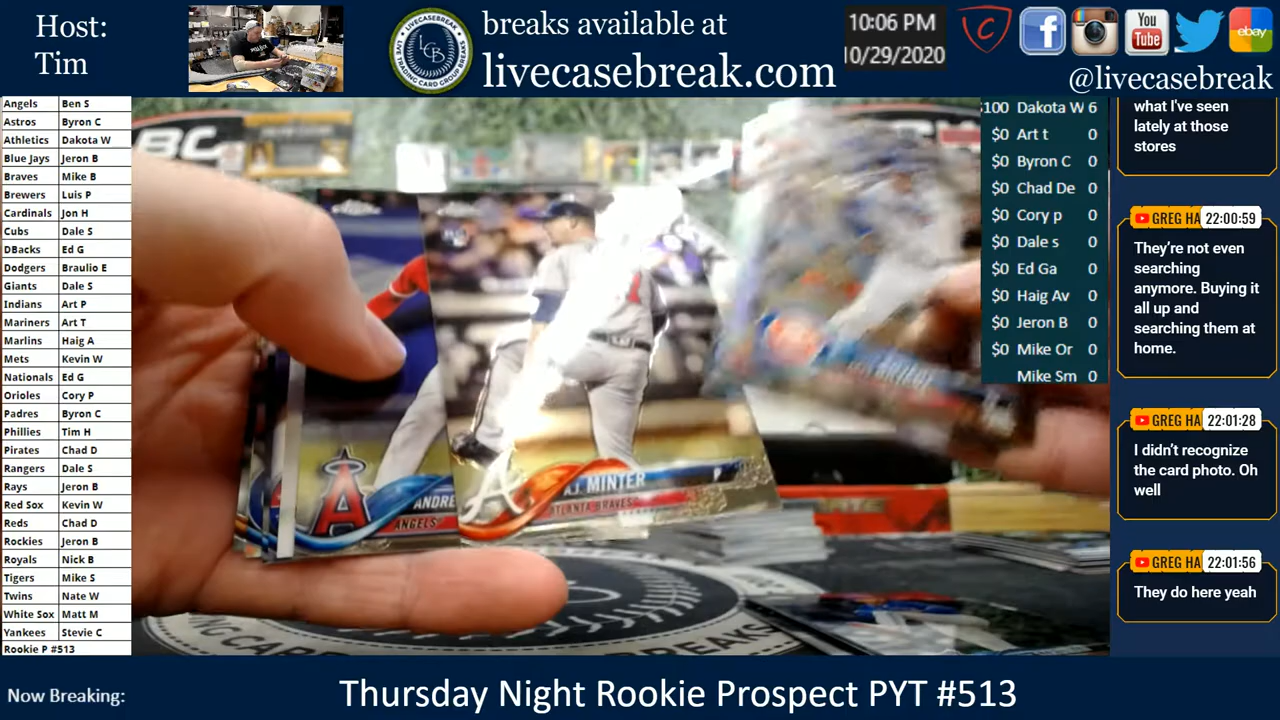 Host:
Tim
LCB
breaks available at
livecasebreak.com
10:06 PM
10/29/2020
You
Tube
ebay
@livecasebreak
Angels Ben S
Astros Byron C
Athletics Dakota W
Blue Jays Jeron B
Braves Mike B
Brewers Luis P
Cardinals Jon H
Cubs Dale S
DBacks Ed G
Dodgers Braulio E
Giants Dale S
Indians Art P
Mariners Art T
Marlins Haig A
Mets Kevin W
Nationals Ed G
Orioles Cory P
Padres Byron C
Phillies Tim H
Pirates Chad D
Rangers Dale S
Rays Jeron B
Red Sox Kevin W
Reds Chad D
Rockies Jeron B
Royals Nick B
Tigers Mike S
Twins Nate W
White Sox Matt M
Yankees Stevie C
Rookie P #513
ANDRE
ANGELS
A.J. MINTER
ATLANTA BRAVES
$100 Dakota W 6
$0 Art t 0
$0 Byron C 0
$0 Chad De 0
$0 Cory p 0
$0 Dale s 0
$0 Ed Ga 0
$0 Haig Av 0
$0 Jeron B 0
$0 Mike Or 0
Mike Sm 0
what I've seen
lately at those
stores
GREG HA 22:00:59
They're not even
searching
anymore. Buying it
all up and
searching them at
home.
GREG HA 22:01:28
I didn't recognize
the card photo. Oh
well
GREG HA 22:01:56
They do here yeah
Now Breaking:
Thursday Night Rookie Prospect PYT #513